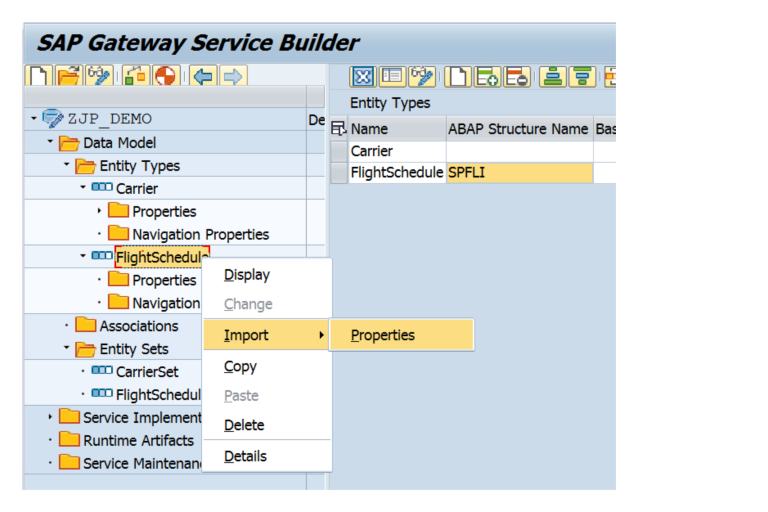 SAP Gateway Service Builder
Entity Types
ZJP_DEMO
De
Name ABAP Structure Name Bas
Data Model
Carrier
Entity Types
FlightSchedule SPFLI
Carrier
Properties
Navigation Properties
FlightSchedule
Properties
Navigation
Associations
Entity Sets
CarrierSet
FlightSchedul
Service Implement
Runtime Artifacts
Service Maintenan
Display
Change
Import
Properties
Copy
Paste
Delete
Details